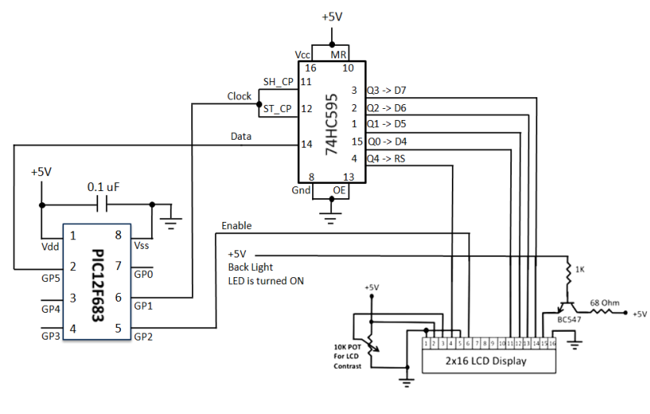 +5V
Vcc
MR
16
10
SH_CP
11
Clock
ST_CP
12
Data
14
74HC595
3
Q3 -> D7
2
Q2 -> D6
1
Q1 -> D5
15
Q0 -> D4
4
Q4 -> RS
8
13
Gnd
OE
+5V
0.1 uF
1
8
Vdd
Vss
PIC12F683
2
7
GP5
GP0
3
6
GP4
GP1
4
5
GP3
GP2
Enable
+5V
Back Light
LED is turned ON
1K
BC547
68 Ohm
+5V
+5V
10K POT
For LCD
Contrast
1 2 3 4 5 6 7 8 9 10 11 12 13 14 15 16
2x16 LCD Display